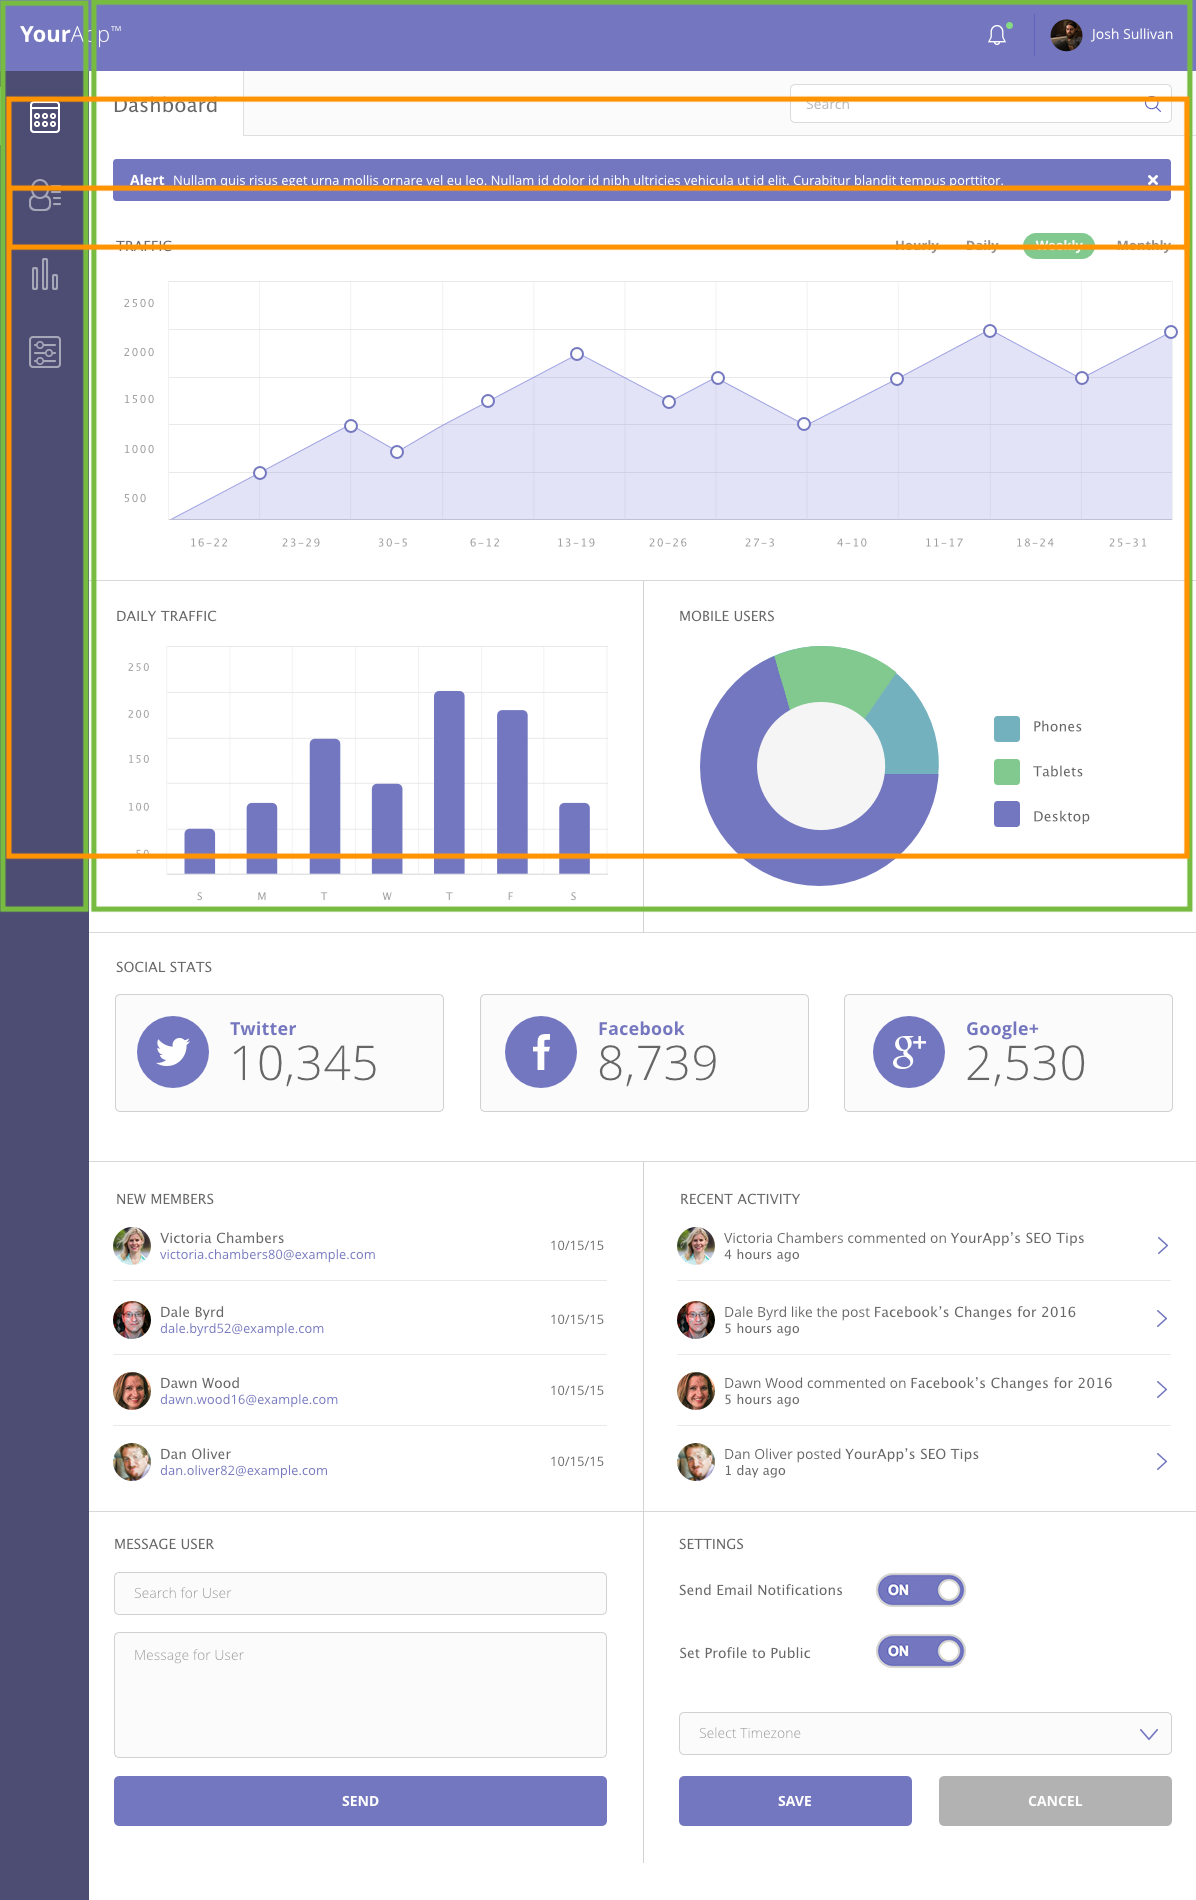 YourApp™
Josh Sullivan
Dashboard
Search
Alert Nullam quis risus eget urna mollis ornare vel eu leo. Nullam id dolor id nibh ultricies vehicula ut id elit. Curabitur blandit tempus porttitor.
TRAFFIC Hourly Daily Weekly Monthly
2500
2000
1500
1000
500
16-22 23-29 30-5 6-12 13-19 20-26 27-3 4-10 11-17 18-24 25-31
DAILY TRAFFIC
250
200
150
100
50
S M T W T F S
MOBILE USERS
Phones
Tablets
Desktop
SOCIAL STATS
Twitter
10,345
Facebook
8,739
Google+
2,530
NEW MEMBERS
Victoria Chambers
victoria.chambers80@example.com
10/15/15
Dale Byrd
dale.byrd52@example.com
10/15/15
Dawn Wood
dawn.wood16@example.com
10/15/15
Dan Oliver
dan.oliver82@example.com
10/15/15
RECENT ACTIVITY
Victoria Chambers commented on YourApp's SEO Tips
4 hours ago
Dale Byrd like the post Facebook's Changes for 2016
5 hours ago
Dawn Wood commented on Facebook's Changes for 2016
5 hours ago
Dan Oliver posted YourApp's SEO Tips
1 day ago
MESSAGE USER
Search for User
Message for User
SEND
SETTINGS
Send Email Notifications ON
Set Profile to Public ON
Select Timezone
SAVE CANCEL